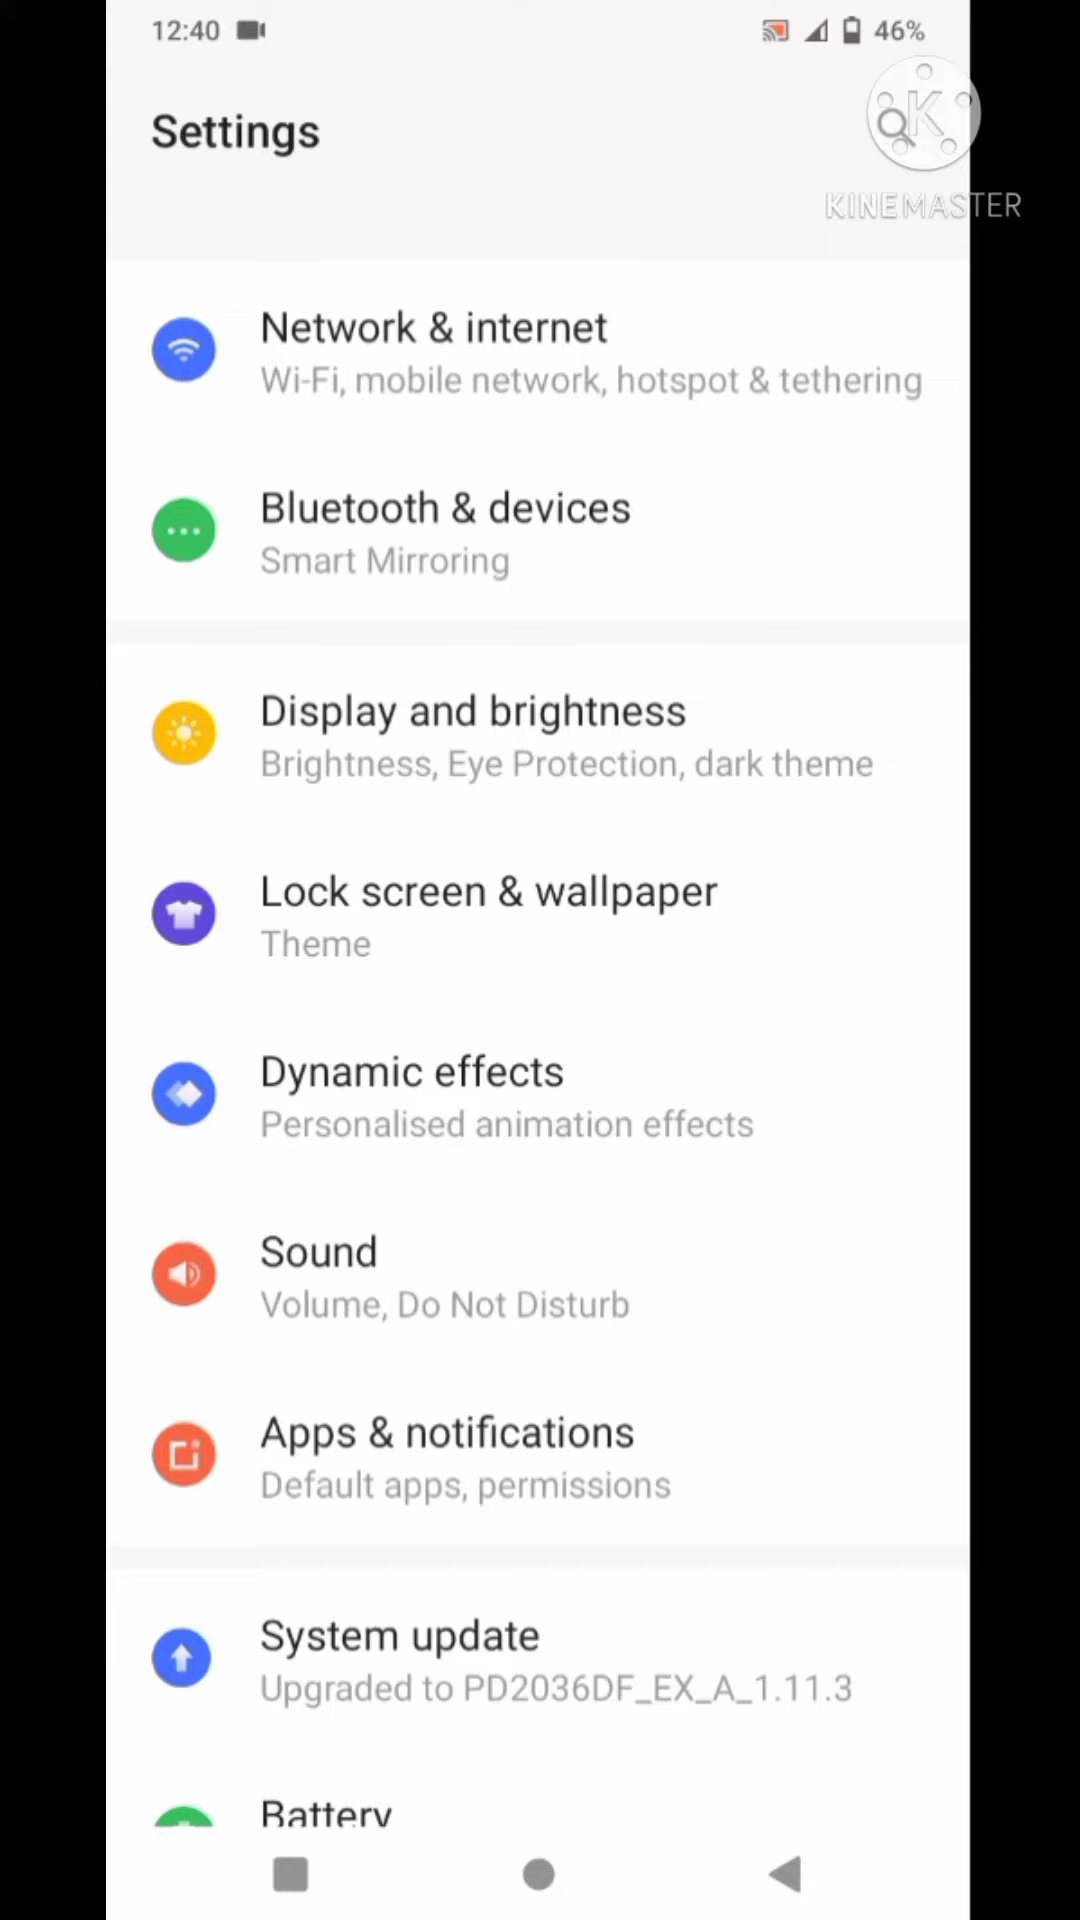 12:40 46%
Settings
K
KINEMASTER
Network & internet
Wi-Fi, mobile network, hotspot & tethering
Bluetooth & devices
Smart Mirroring
Display and brightness
Brightness, Eye Protection, dark theme
Lock screen & wallpaper
Theme
Dynamic effects
Personalised animation effects
Sound
Volume, Do Not Disturb
Apps & notifications
Default apps, permissions
System update
Upgraded to PD2036DF_EX_A_1.11.3
Battery